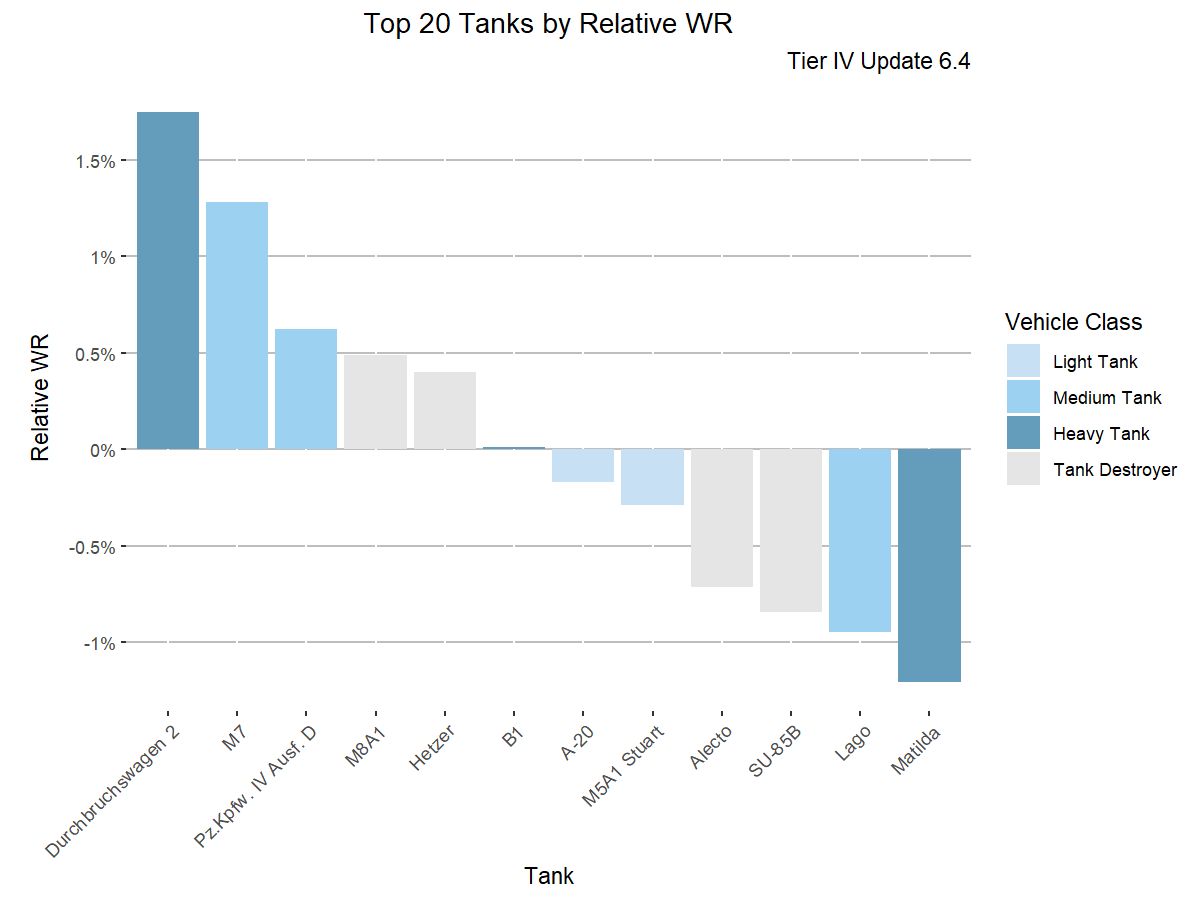 Top 20 Tanks by Relative WR
Tier IV Update 6.4
Relative WR
1.5%
1%
0.5%
0%
-0.5%
-1%
Durchbruchswagen 2
M7
Pz.Kpfw. IV Ausf. D
M8A1
Hetzer
B1
A-20
M5A1 Stuart
Alecto
SU-85B
Lago
Matilda
Tank
Vehicle Class
Light Tank
Medium Tank
Heavy Tank
Tank Destroyer